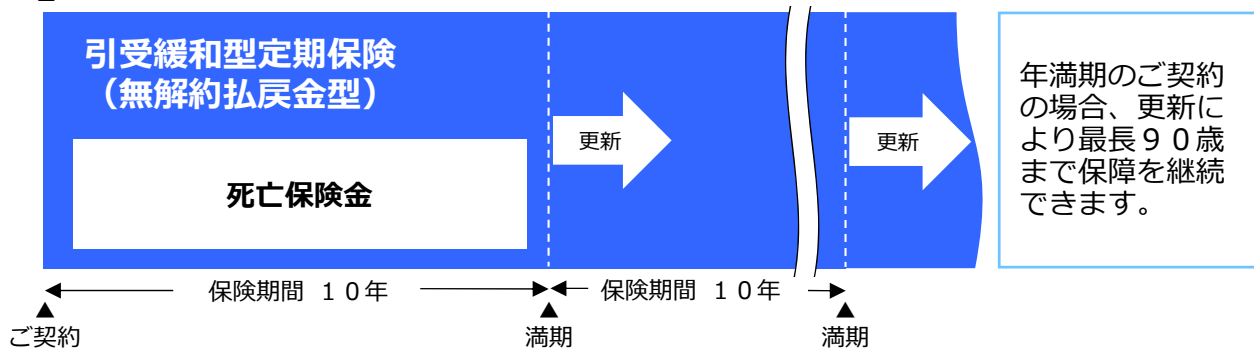 引受緩和型定期保険
（無解約払戻金型）
死亡保険金
更新
更新
年満期のご契約
の場合、更新に
より最長９０歳
まで保障を継続
できます。
保険期間 １０年
保険期間 １０年
▲
▲
▲
ご契約
満期
満期